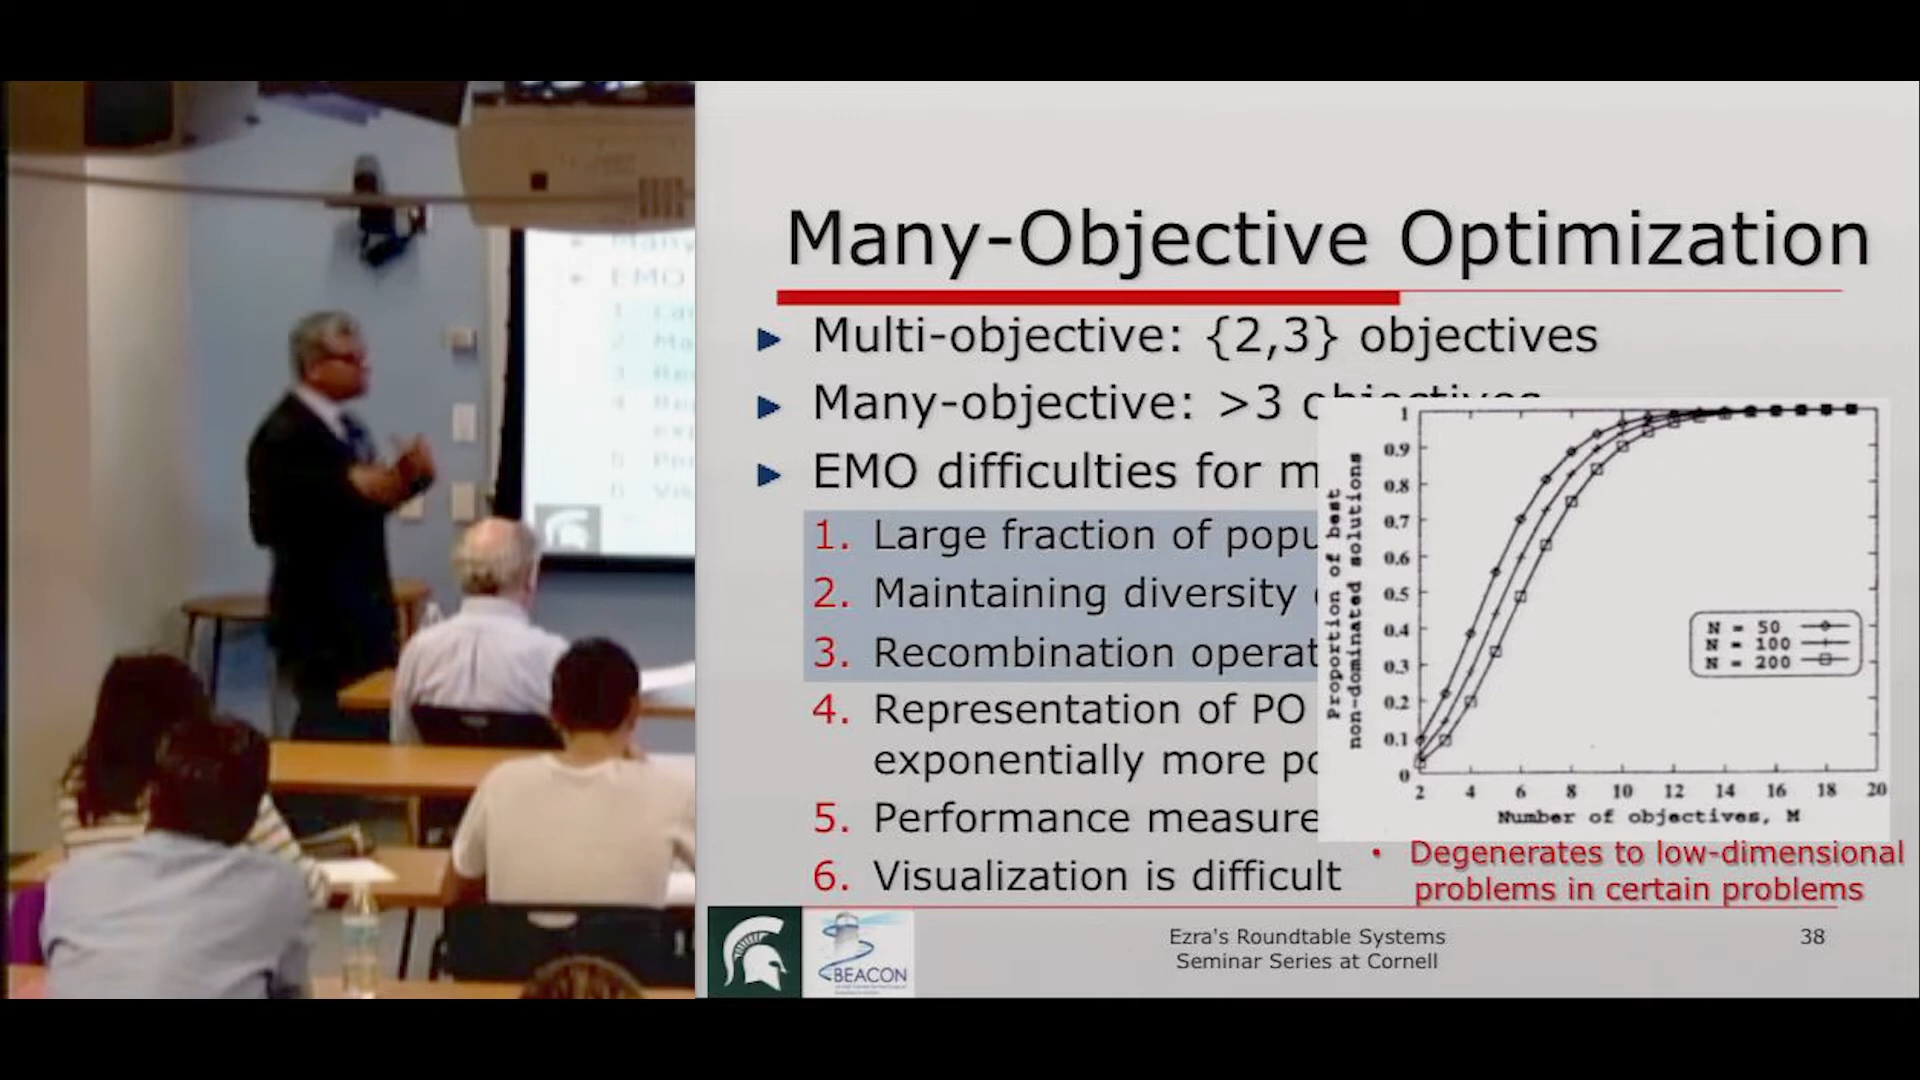 Many-Objective Optimization
Multi-objective: {2,3} objectives
Many-objective: >3 objectives
EMO difficulties for m
1. Large fraction of popu
2. Maintaining diversity
3. Recombination operat
4. Representation of PO
exponentially more po
5. Performance measure
6. Visualization is difficult
Proportion of best
non-dominated solutions
1
0.9
0.8
0.7
0.6
0.5
0.4
0.3
0.2
0.1
0
2 4 6 8 10 12 14 16 18 20
Number of objectives, M
N = 50
N = 100
N = 200
• Degenerates to low-dimensional
problems in certain problems
BEACON
Ezra's Roundtable Systems
Seminar Series at Cornell
38
EMO